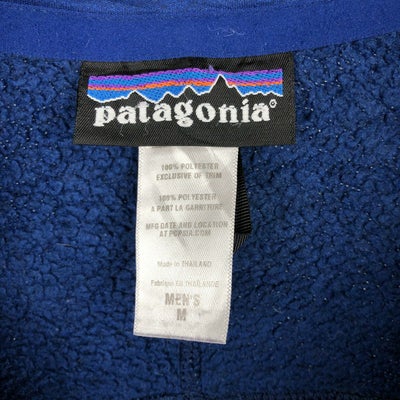 patagonia®
100% POLYESTER
EXCLUSIVE OF TRIM
100% POLYESTER
À PART LA GARNITURE
MFG DATE AND LOCATION
AT PCPSIA.COM
Made in THAILAND
Fabriqué EN THAÏLANDE
MEN'S
M